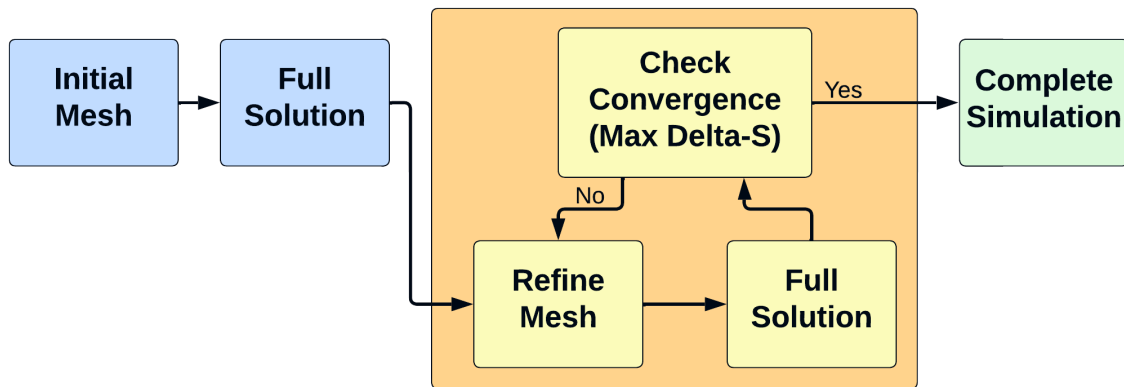 Initial
Mesh
Full
Solution
Check
Convergence
(Max Delta-S)
Yes
Complete
Simulation
No
Refine
Mesh
Full
Solution